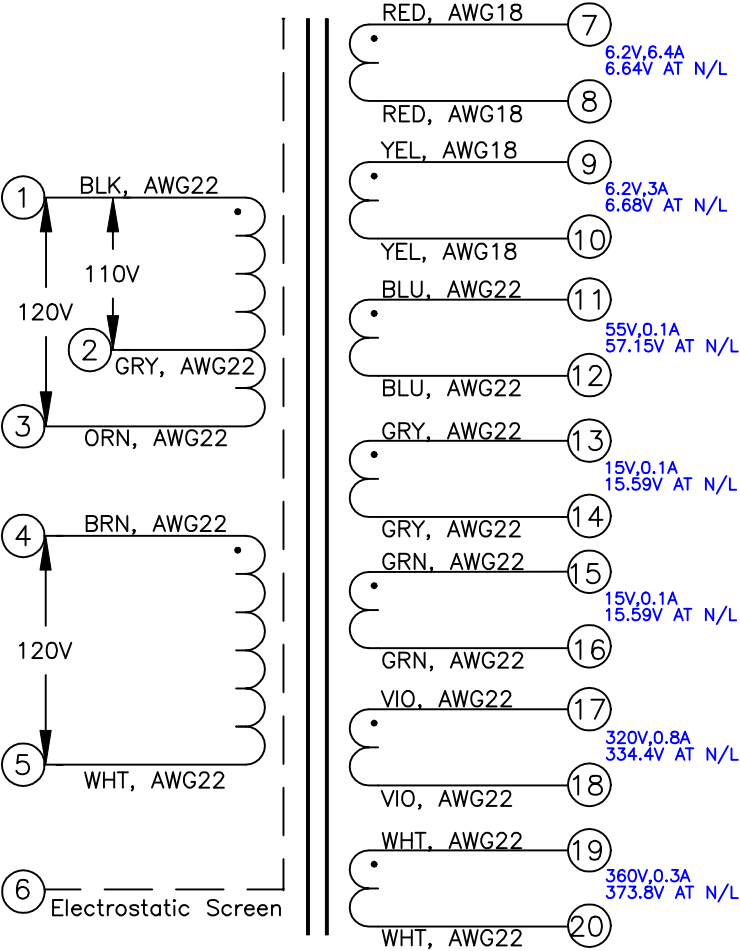 1
BLK, AWG22
110V
120V
2
GRY, AWG22
3
ORN, AWG22
4
BRN, AWG22
120V
5
WHT, AWG22
6
Electrostatic Screen
RED, AWG18
7
6.2V,6.4A
6.64V AT N/L
8
RED, AWG18
YEL, AWG18
9
6.2V,3A
6.68V AT N/L
10
YEL, AWG18
BLU, AWG22
11
55V,0.1A
57.15V AT N/L
12
BLU, AWG22
GRY, AWG22
13
15V,0.1A
15.59V AT N/L
14
GRY, AWG22
GRN, AWG22
15
15V,0.1A
15.59V AT N/L
16
GRN, AWG22
VIO, AWG22
17
320V,0.8A
334.4V AT N/L
18
VIO, AWG22
WHT, AWG22
19
360V,0.3A
373.8V AT N/L
20
WHT, AWG22